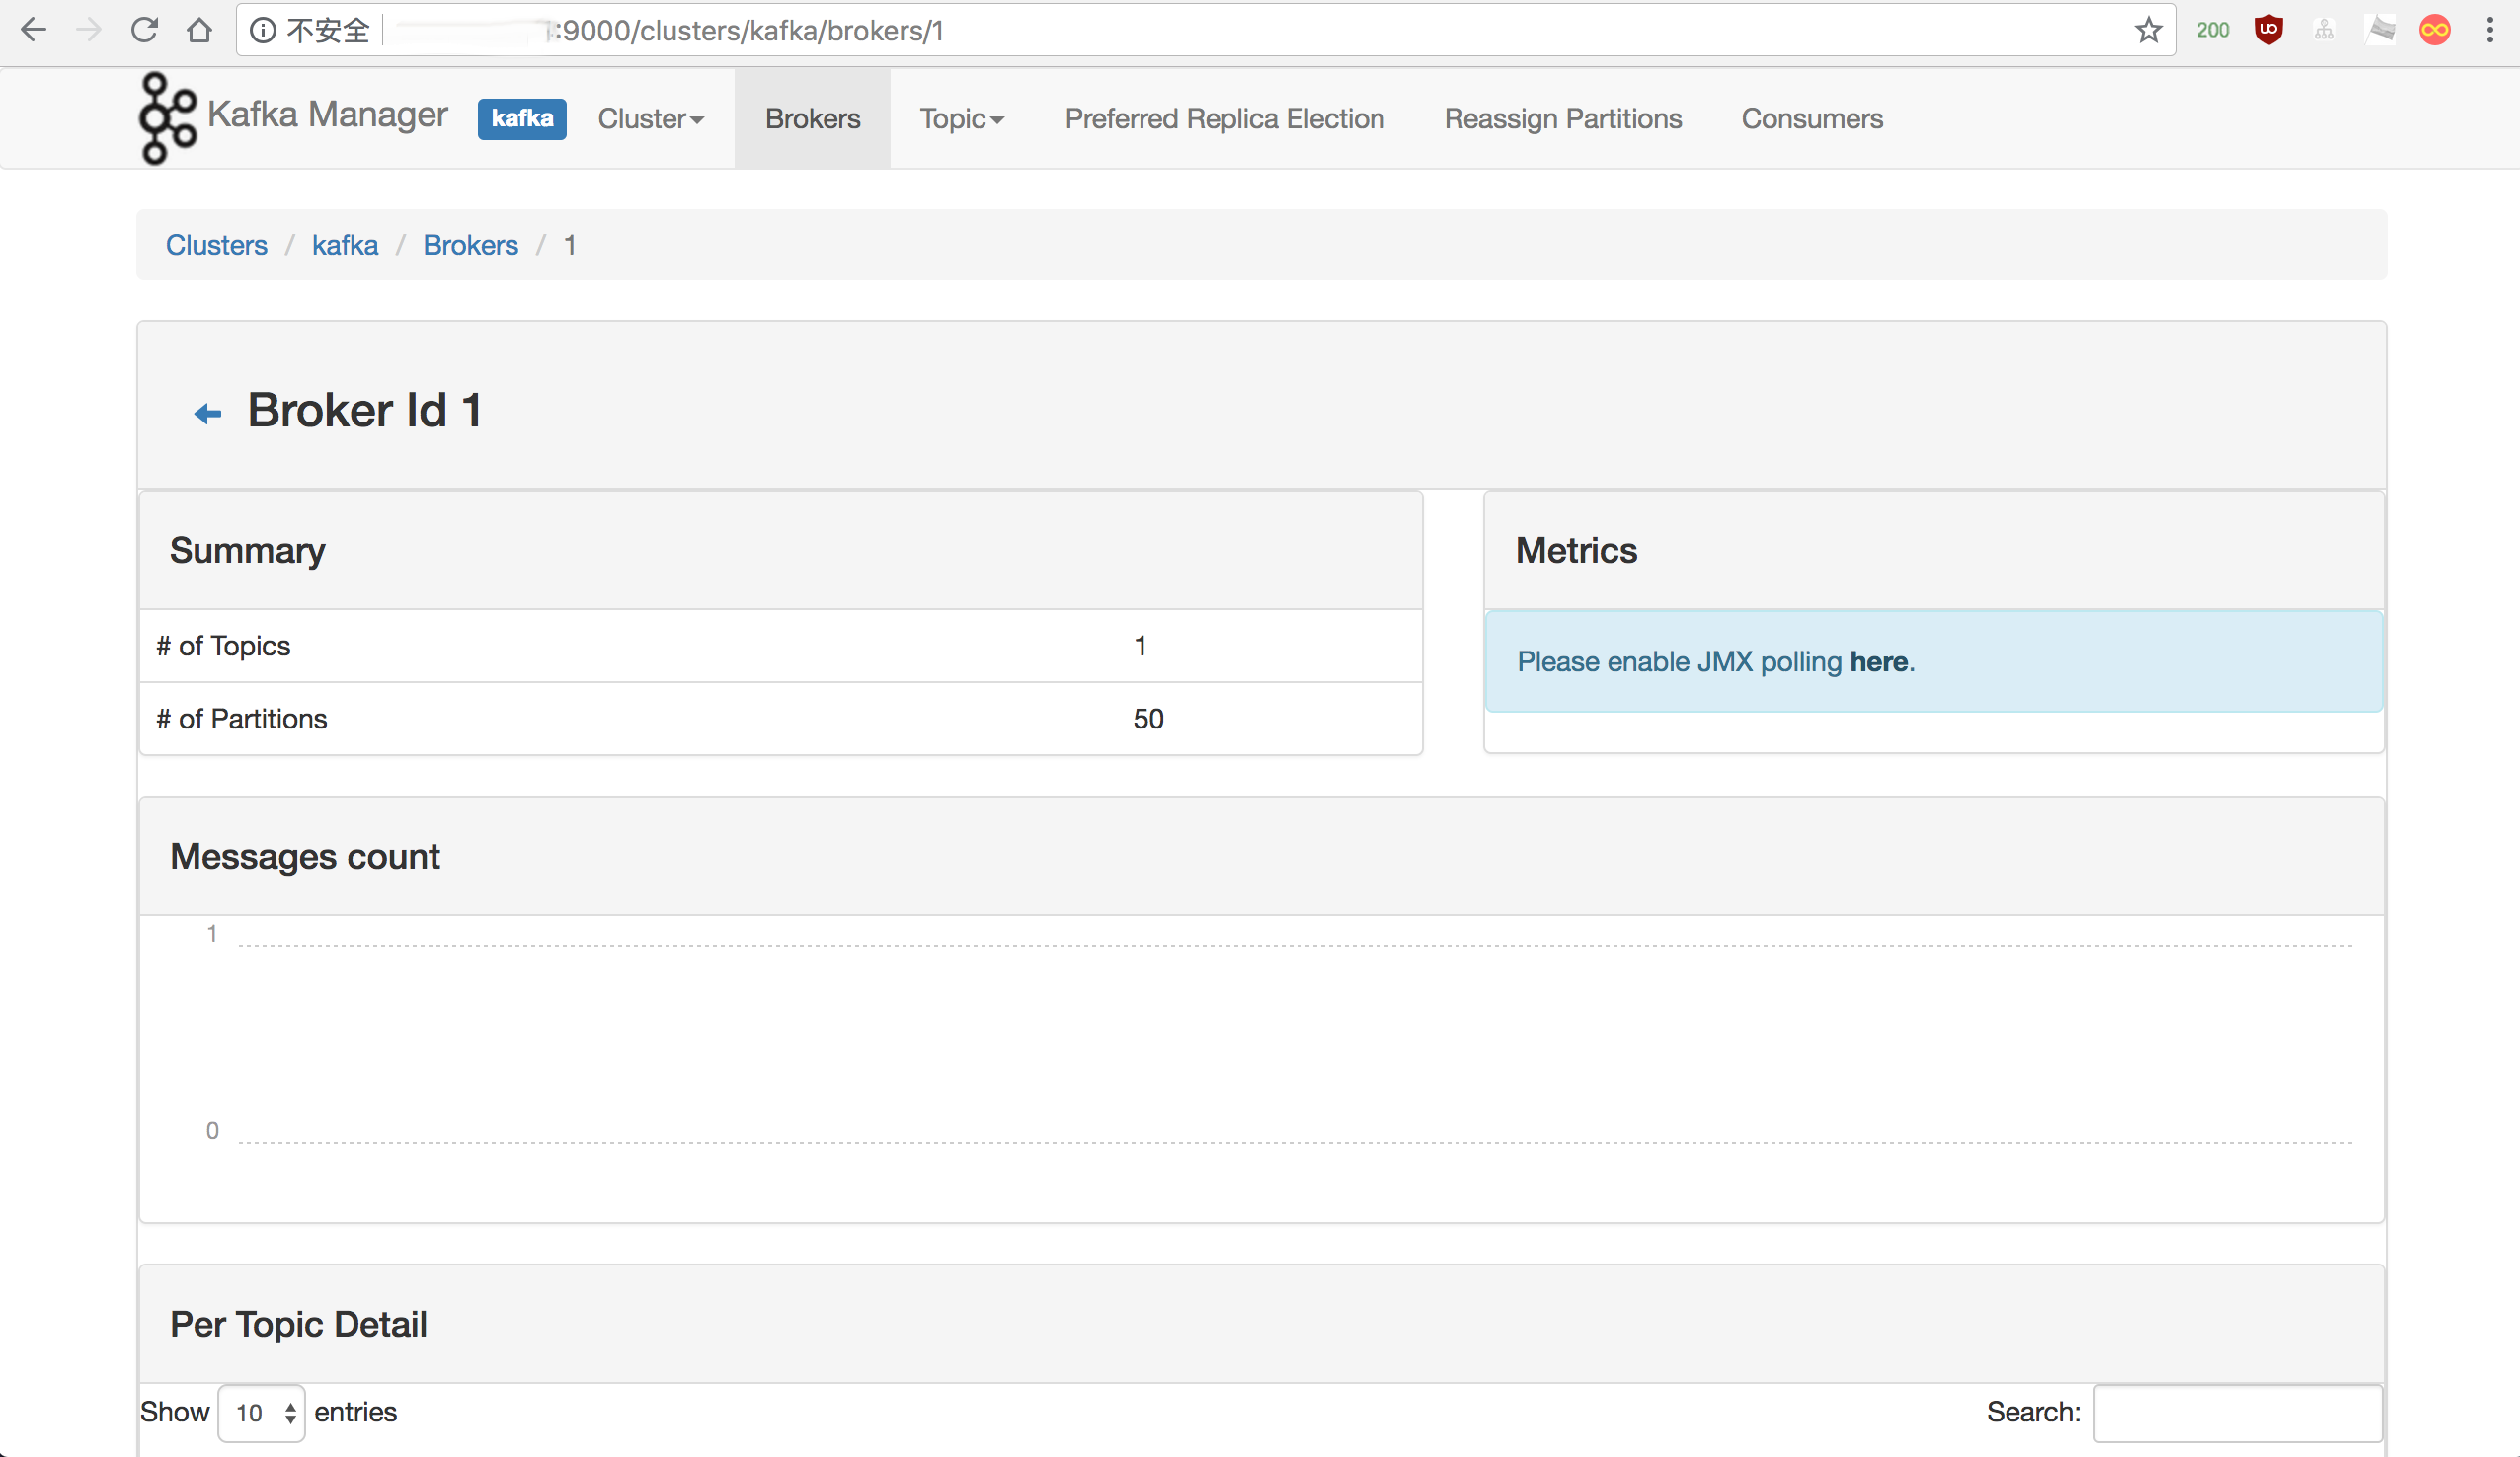 不安全 :9000/clusters/kafka/brokers/1 200 uo
Kafka Manager kafka Cluster Brokers Topic Preferred Replica Election Reassign Partitions Consumers
Clusters / kafka / Brokers / 1
Broker Id 1
Summary
# of Topics 1
# of Partitions 50
Metrics
Please enable JMX polling here.
Messages count
1
0
Per Topic Detail
Show 10 entries Search: